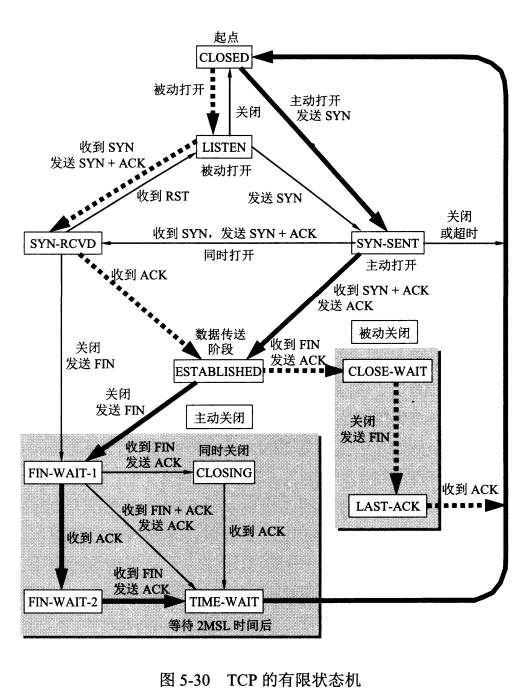 起点
CLOSED
被动打开
关闭
主动打开
发送 SYN
收到 SYN
发送 SYN + ACK
LISTEN
被动打开
收到 RST
发送 SYN
SYN-RCVD
收到 SYN，发送 SYN + ACK
同时打开
SYN-SENT
主动打开
关闭
或超时
收到 ACK
收到 SYN + ACK
发送 ACK
数据传送
阶段
ESTABLISHED
收到 FIN
发送 ACK
被动关闭
CLOSE-WAIT
关闭
发送 FIN
关闭
发送 FIN
主动关闭
关闭
发送 FIN
LAST-ACK
收到 ACK
FIN-WAIT-1
收到 FIN
发送 ACK
同时关闭
CLOSING
收到 FIN + ACK
发送 ACK
收到 ACK
收到 ACK
FIN-WAIT-2
收到 FIN
发送 ACK
TIME-WAIT
等待 2MSL 时间后
图 5-30 TCP 的有限状态机